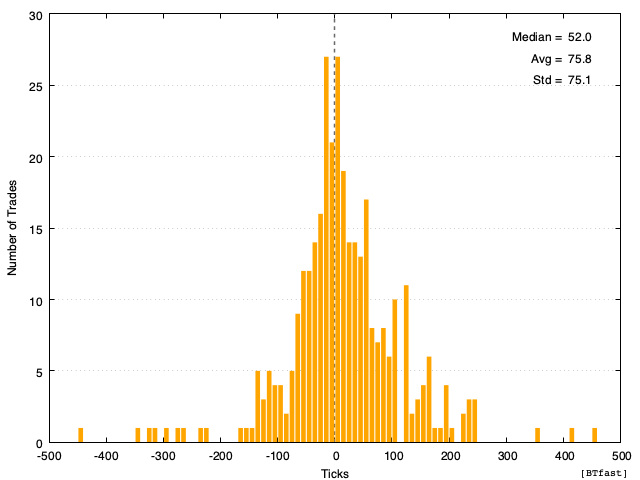 30
Median = 52.0
Avg = 75.8
Std = 75.1
25
20
15
10
5
0
Number of Trades
-500 -400 -300 -200 -100 0 100 200 300 400 500
Ticks
[BTfast]